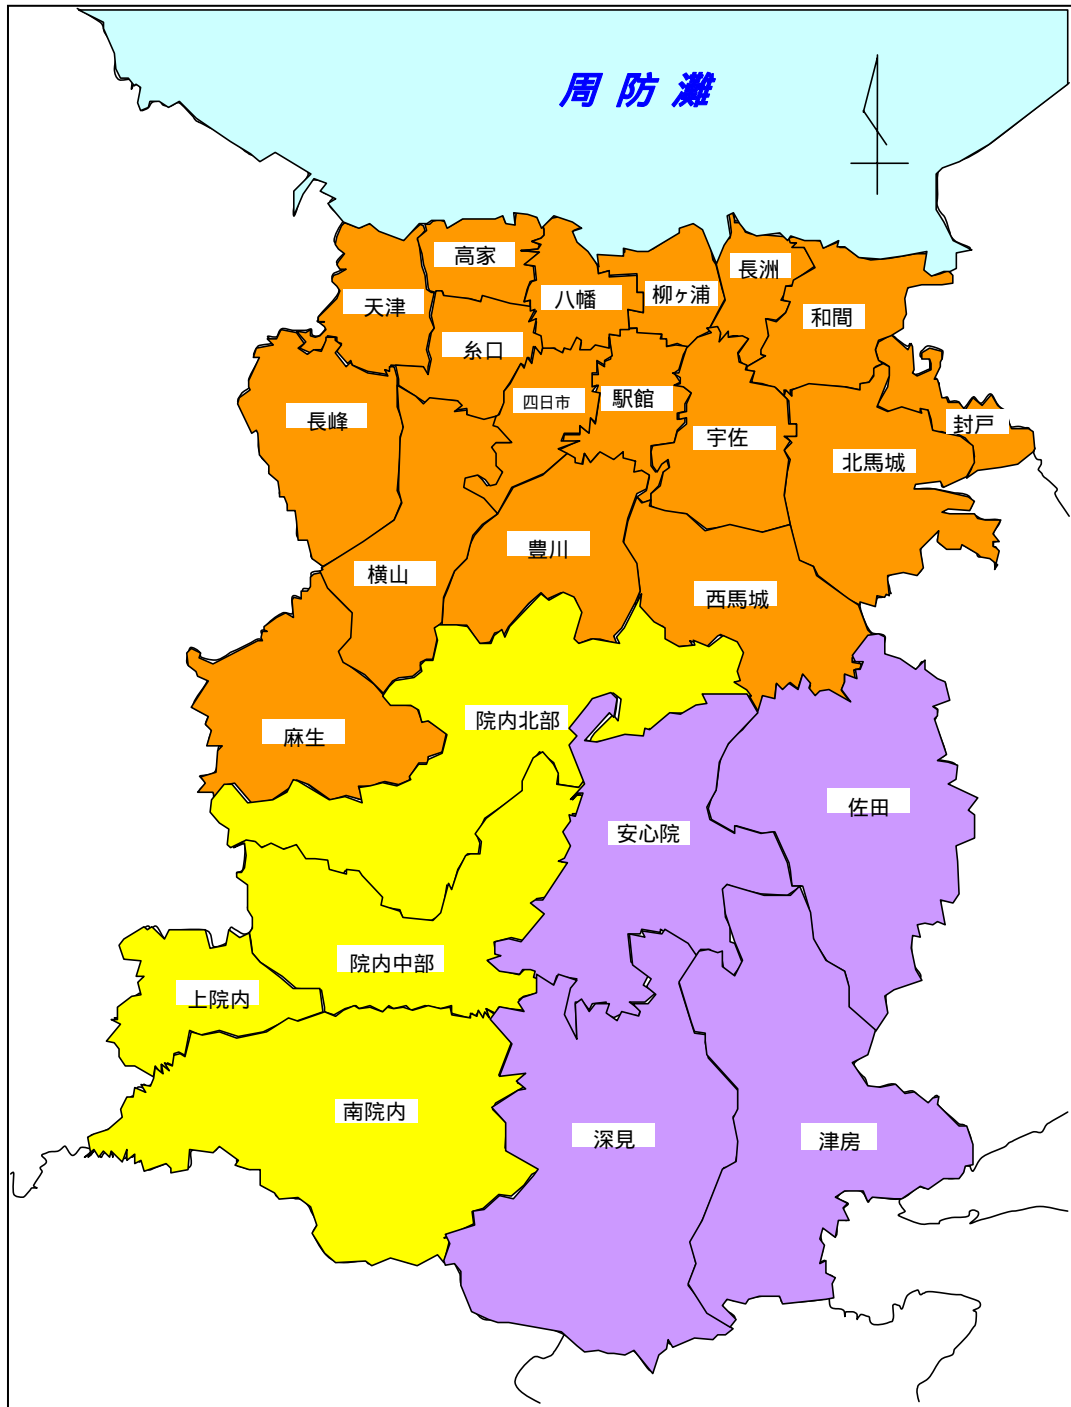 周防灘
高家
長洲
八幡
柳ヶ浦
天津
和間
糸口
四日市
駅館
長峰
封戸
宇佐
北馬城
豊川
横山
西馬城
院内北部
麻生
佐田
安心院
院内中部
上院内
南院内
深見
津房